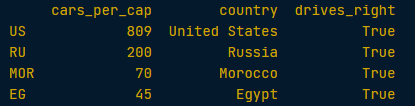 cars_per_cap country drives_right
US 809 United States True
RU 200 Russia True
MOR 70 Morocco True
EG 45 Egypt True